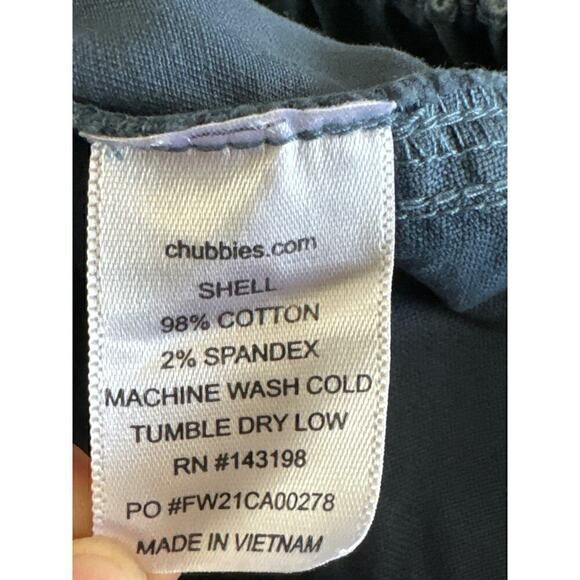 chubbies.com
SHELL
98% COTTON
2% SPANDEX
MACHINE WASH COLD
TUMBLE DRY LOW
RN #143198
PO #FW21CA00278
MADE IN VIETNAM